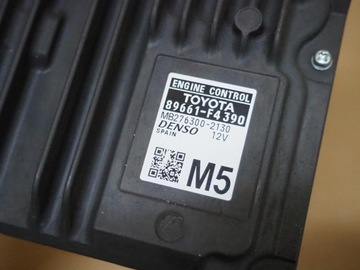 ENGINE CONTROL
TOYOTA
89661-F4390
MB276300-2130
DENSO 12V
SPAIN
M5